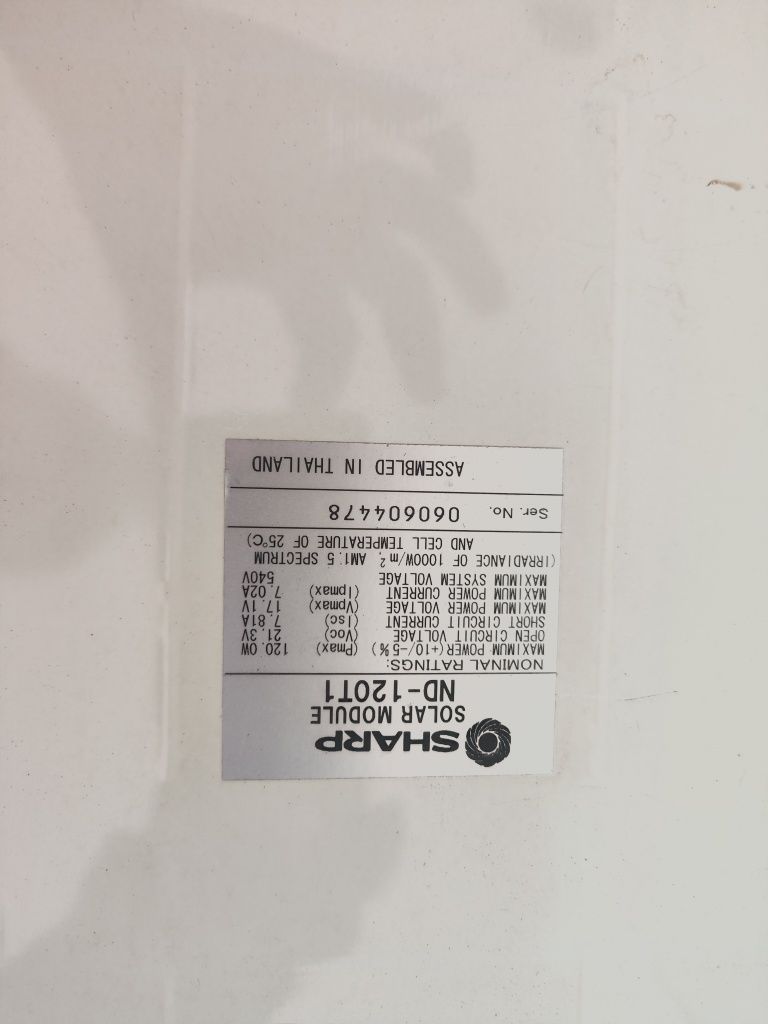 SHARP
SOLAR MODULE
ND-120T1
NOMINAL RATINGS:
MAXIMUM POWER(+10/-5%) (Pmax) 120.0W
OPEN CIRCUIT VOLTAGE (Voc) 21.3V
SHORT CIRCUIT CURRENT (Isc) 7.81A
MAXIMUM POWER VOLTAGE (Vpmax) 17.1V
MAXIMUM POWER CURRENT (Ipmax) 7.02A
MAXIMUM SYSTEM VOLTAGE 540V
(IRRADIANCE OF 1000W/m², AM1.5 SPECTRUM
AND CELL TEMPERATURE OF 25°C)
Ser. No. 060604478
ASSEMBLED IN THAILAND